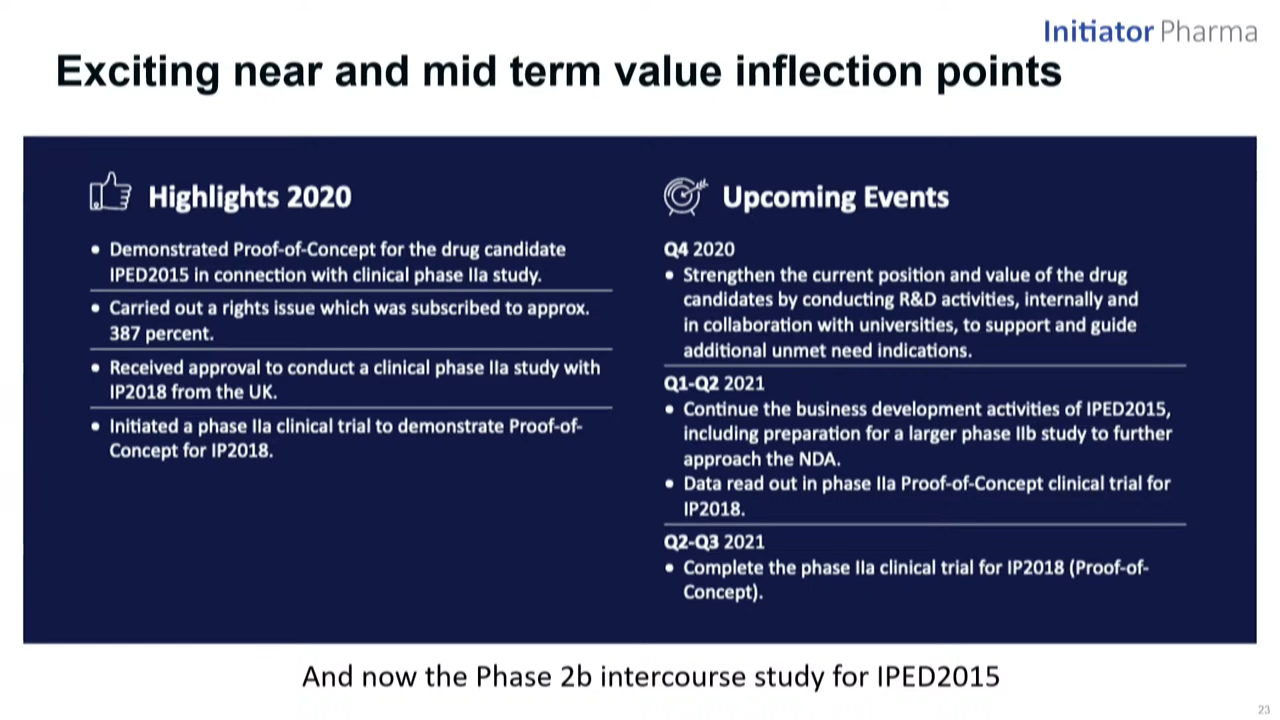 Initiator Pharma
Exciting near and mid term value inflection points
Highlights 2020
• Demonstrated Proof-of-Concept for the drug candidate
IPED2015 in connection with clinical phase IIa study.
• Carried out a rights issue which was subscribed to approx.
387 percent.
• Received approval to conduct a clinical phase IIa study with
IP2018 from the UK.
• Initiated a phase IIa clinical trial to demonstrate Proof-of-
Concept for IP2018.
Upcoming Events
Q4 2020
• Strengthen the current position and value of the drug
candidates by conducting R&D activities, internally and
in collaboration with universities, to support and guide
additional unmet need indications.
Q1-Q2 2021
• Continue the business development activities of IPED2015,
including preparation for a larger phase IIb study to further
approach the NDA.
• Data read out in phase IIa Proof-of-Concept clinical trial for
IP2018.
Q2-Q3 2021
• Complete the phase IIa clinical trial for IP2018 (Proof-of-
Concept).
And now the Phase 2b intercourse study for IPED2015
23